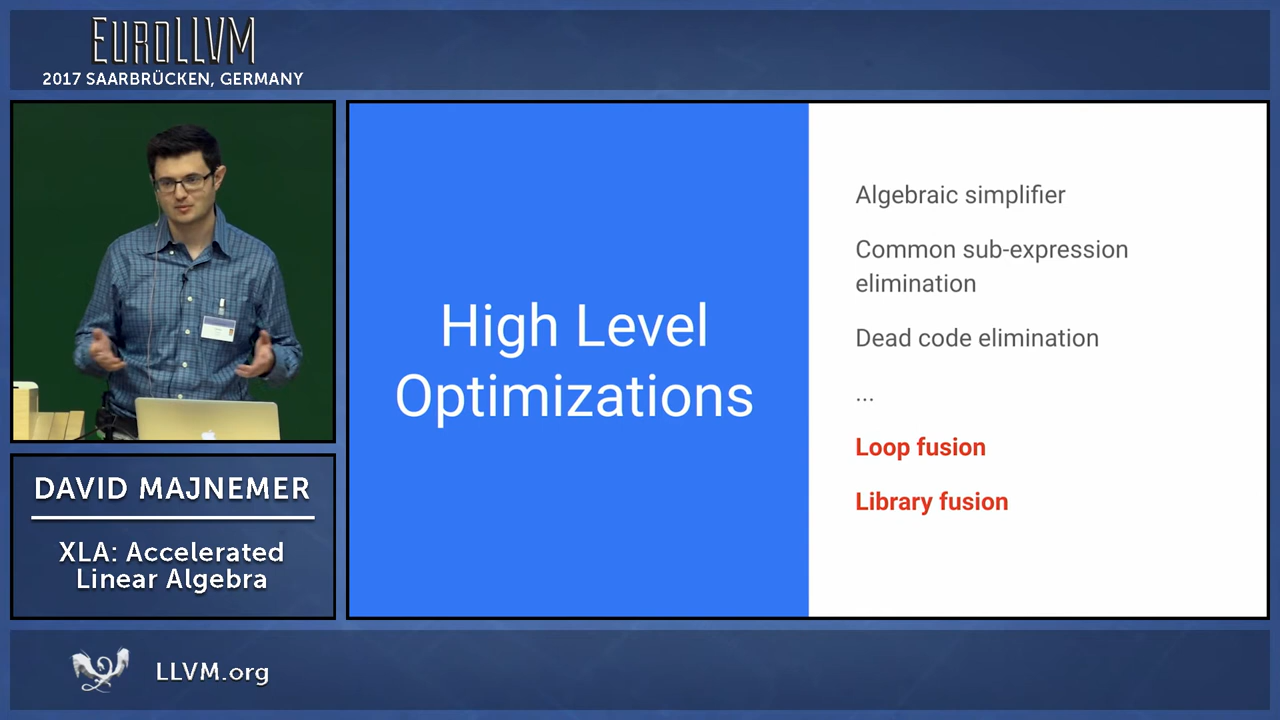 EUROLLVM
2017 SAARBRÜCKEN, GERMANY
DAVID MAJNEMER
XLA: Accelerated
Linear Algebra
LLVM.org
High Level
Optimizations
Algebraic simplifier
Common sub-expression
elimination
Dead code elimination
...
Loop fusion
Library fusion